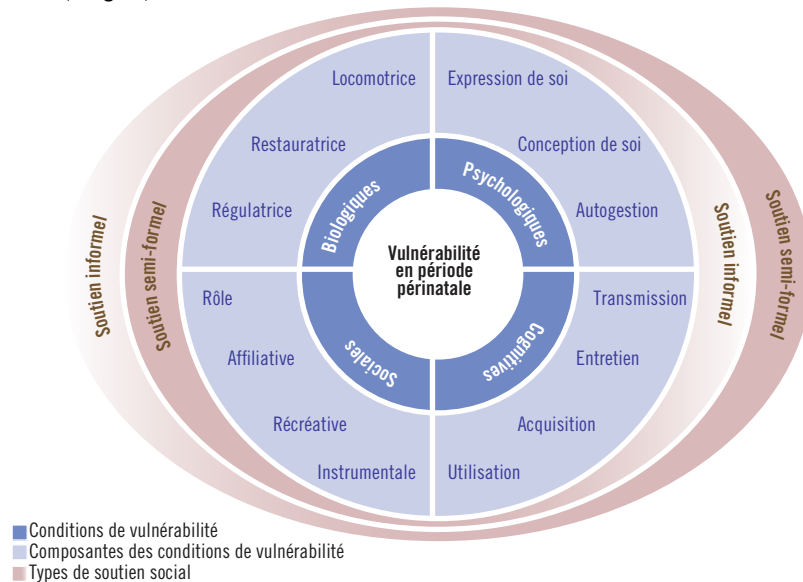 Locomotrice
Expression de soi
Restauratrice
Conception de soi
Régulatrice
Autogestion
Biologiques
Psychologiques
Soutien informel
Soutien semi-formel
Vulnérabilité
en période
périnatale
Soutien informel
Soutien semi-formel
Rôle
Transmission
Affiliative
Entretien
Sociales
Cognitives
Récréative
Acquisition
Instrumentale
Utilisation
Conditions de vulnérabilité
Composantes des conditions de vulnérabilité
Types de soutien social